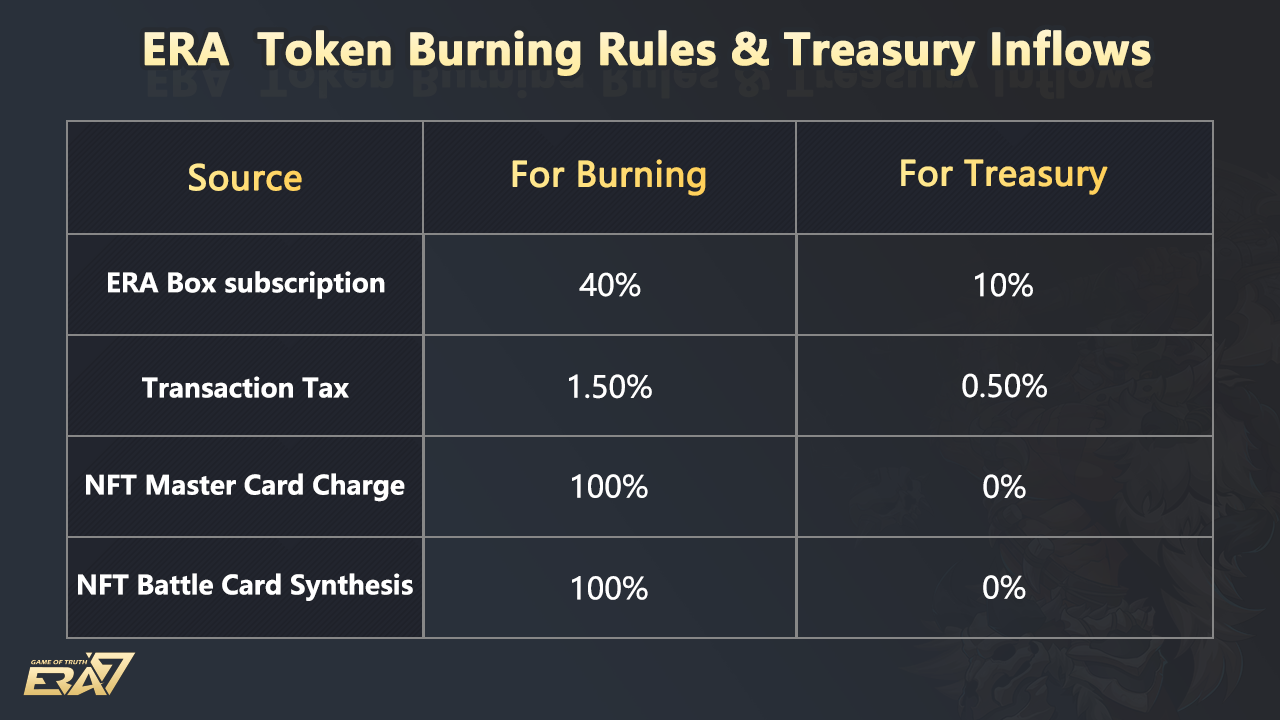 ERA Token Burning Rules & Treasury Inflows
Source For Burning For Treasury
ERA Box subscription 40% 10%
Transaction Tax 1.50% 0.50%
NFT Master Card Charge 100% 0%
NFT Battle Card Synthesis 100% 0%
GAME OF TRUTH
ERA7